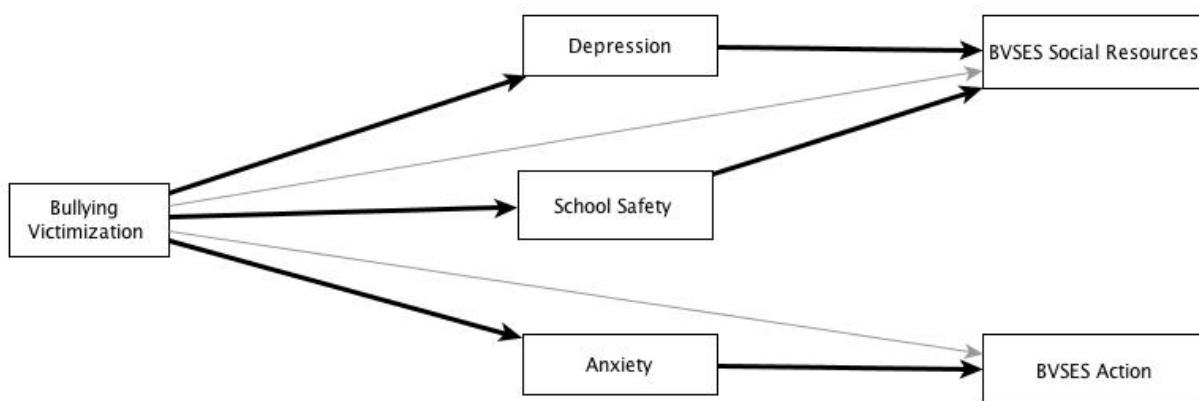 Depression
BVSES Social Resources
Bullying
Victimization
School Safety
Anxiety
BVSES Action